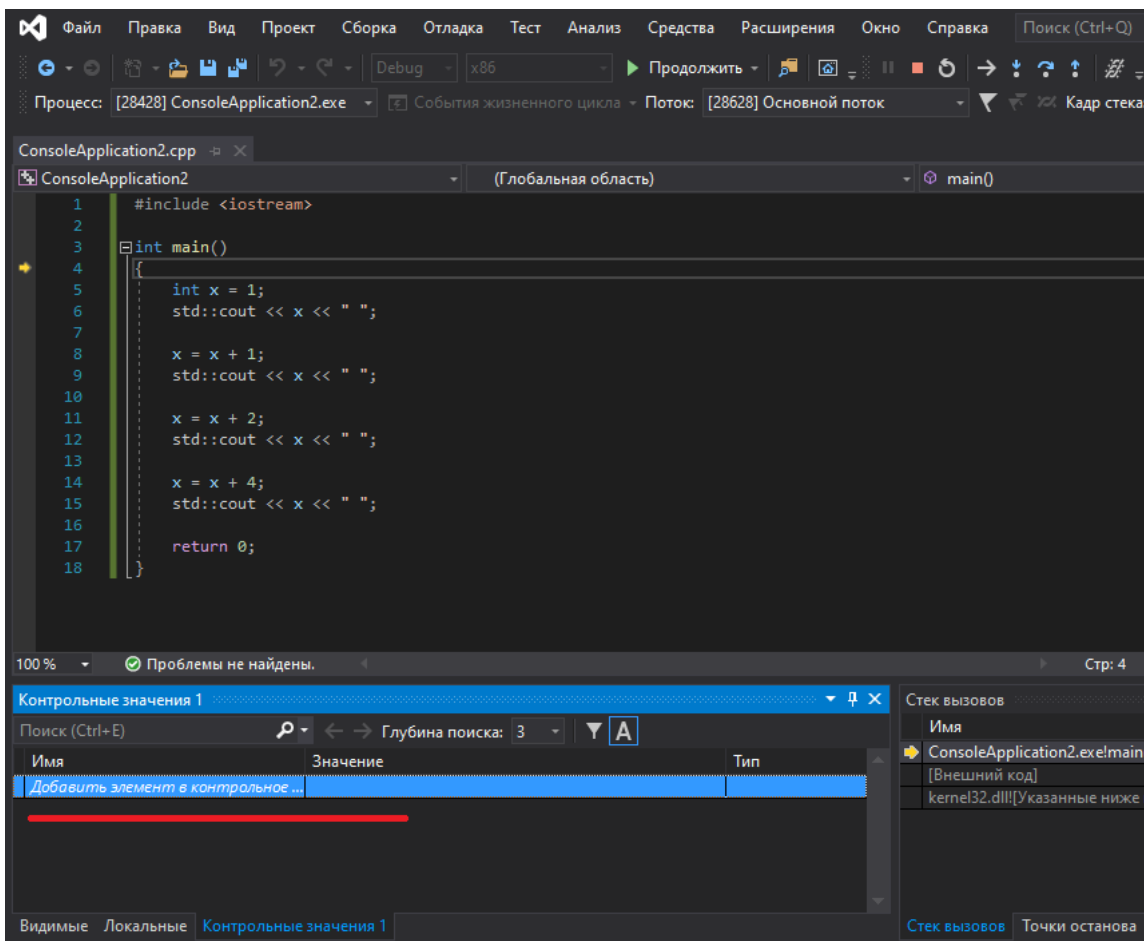 Файл Правка Вид Проект Сборка Отладка Тест Анализ Средства Расширения Окно Справка Поиск (Ctrl+Q)
Debug x86 Продолжить
Процесс: [28428] ConsoleApplication2.exe События жизненного цикла Поток: [28628] Основной поток Кадр стека
ConsoleApplication2.cpp
ConsoleApplication2 (Глобальная область) main()
1 #include <iostream>
2
3 int main()
4 {
5 int x = 1;
6 std::cout << x << " ";
7
8 x = x + 1;
9 std::cout << x << " ";
10
11 x = x + 2;
12 std::cout << x << " ";
13
14 x = x + 4;
15 std::cout << x << " ";
16
17 return 0;
18 }
100 % Проблемы не найдены. Стр: 4
Контрольные значения 1
Поиск (Ctrl+E) Глубина поиска: 3 A
Имя Значение Тип
Добавить элемент в контрольное ...
Видимые Локальные Контрольные значения 1
Стек вызовов
Имя
ConsoleApplication2.exe!main
[Внешний код]
kernel32.dll![Указанные ниже
Стек вызовов Точки останова